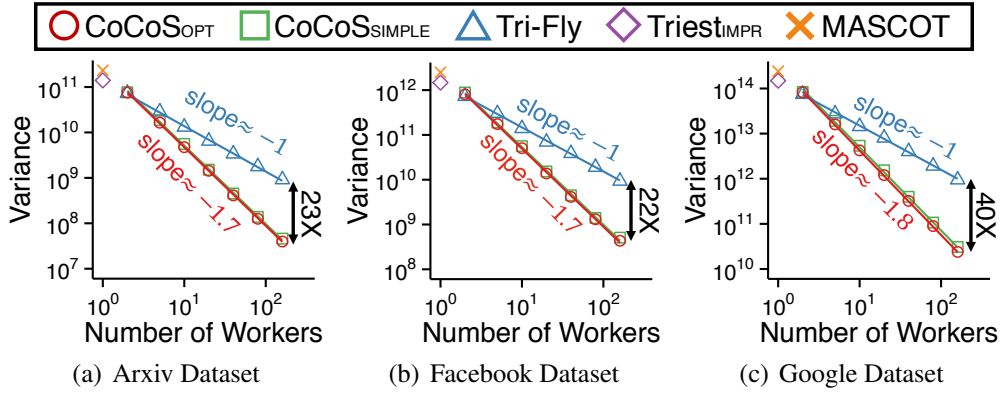 CoCoS_OPT CoCoS_SIMPLE Tri-Fly Triest_IMPR MASCOT
Variance
10^11
10^10
10^9
10^8
10^7
10^0 10^1 10^2
slope≈ −1
slope≈ −1.7
23X
Number of Workers
(a) Arxiv Dataset
Variance
10^12
10^11
10^10
10^9
10^8
10^0 10^1 10^2
slope≈ −1
slope≈ −1.7
22X
Number of Workers
(b) Facebook Dataset
Variance
10^14
10^13
10^12
10^11
10^10
10^0 10^1 10^2
slope≈ −1
slope≈ −1.8
40X
Number of Workers
(c) Google Dataset